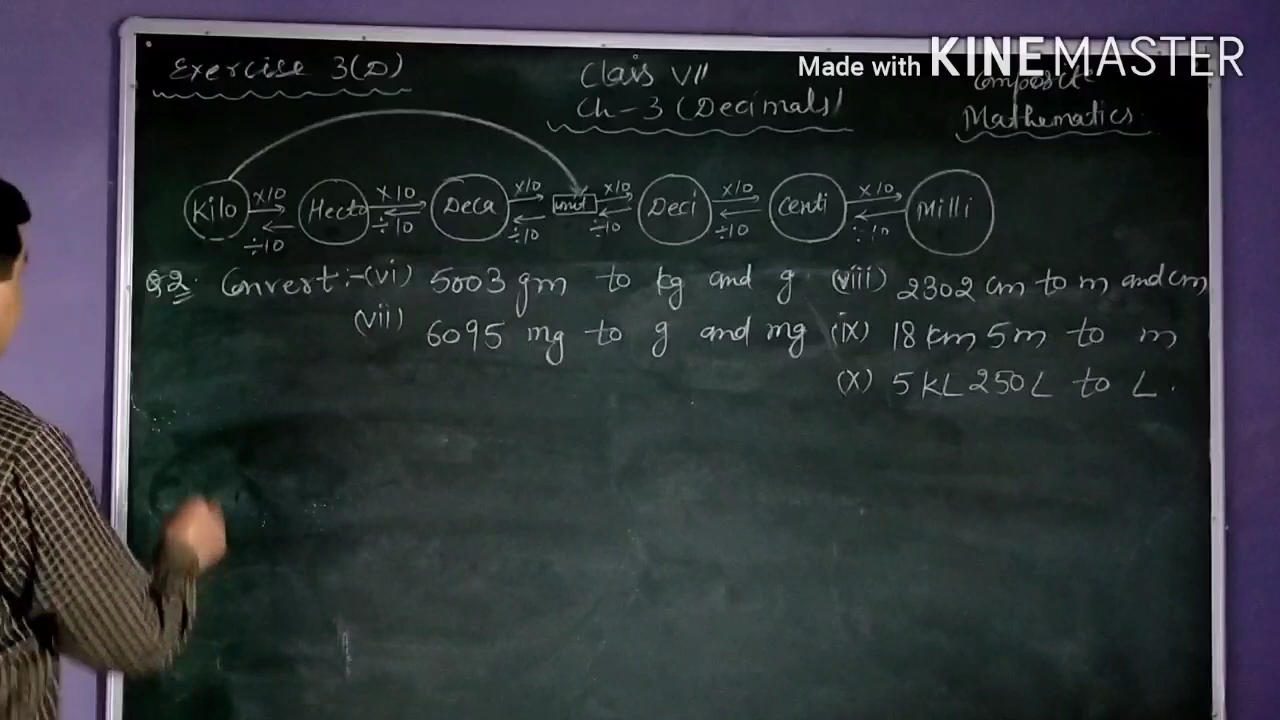 Made with KINEMASTER
Exercise 3(D)
Class VII
Ch-3 (Decimals)
Composite
Mathematics
Kilo ×10 ÷10 Hecto ×10 ÷10 Deca ×10 ÷10 unit ×10 ÷10 Deci ×10 ÷10 Centi ×10 ÷10 Milli
Q2. Convert:- (vi) 5003 gm to kg and g (viii) 2302 cm to m and cm
(vii) 6095 mg to g and mg (ix) 18 km 5m to m
(X) 5 KL 250L to L.